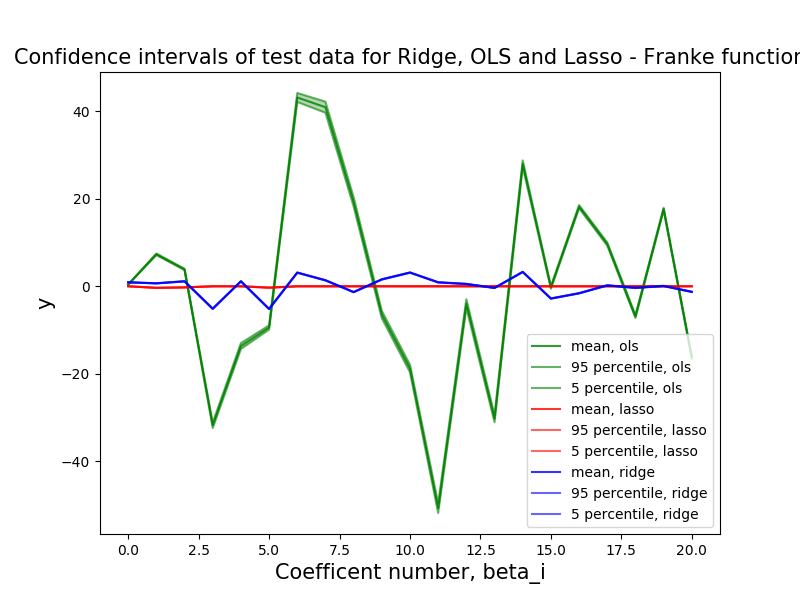 Confidence intervals of test data for Ridge, OLS and Lasso - Franke function
y
40
20
0
−20
−40
mean, ols
95 percentile, ols
5 percentile, ols
mean, lasso
95 percentile, lasso
5 percentile, lasso
mean, ridge
95 percentile, ridge
5 percentile, ridge
0.0 2.5 5.0 7.5 10.0 12.5 15.0 17.5 20.0
Coefficent number, beta_i